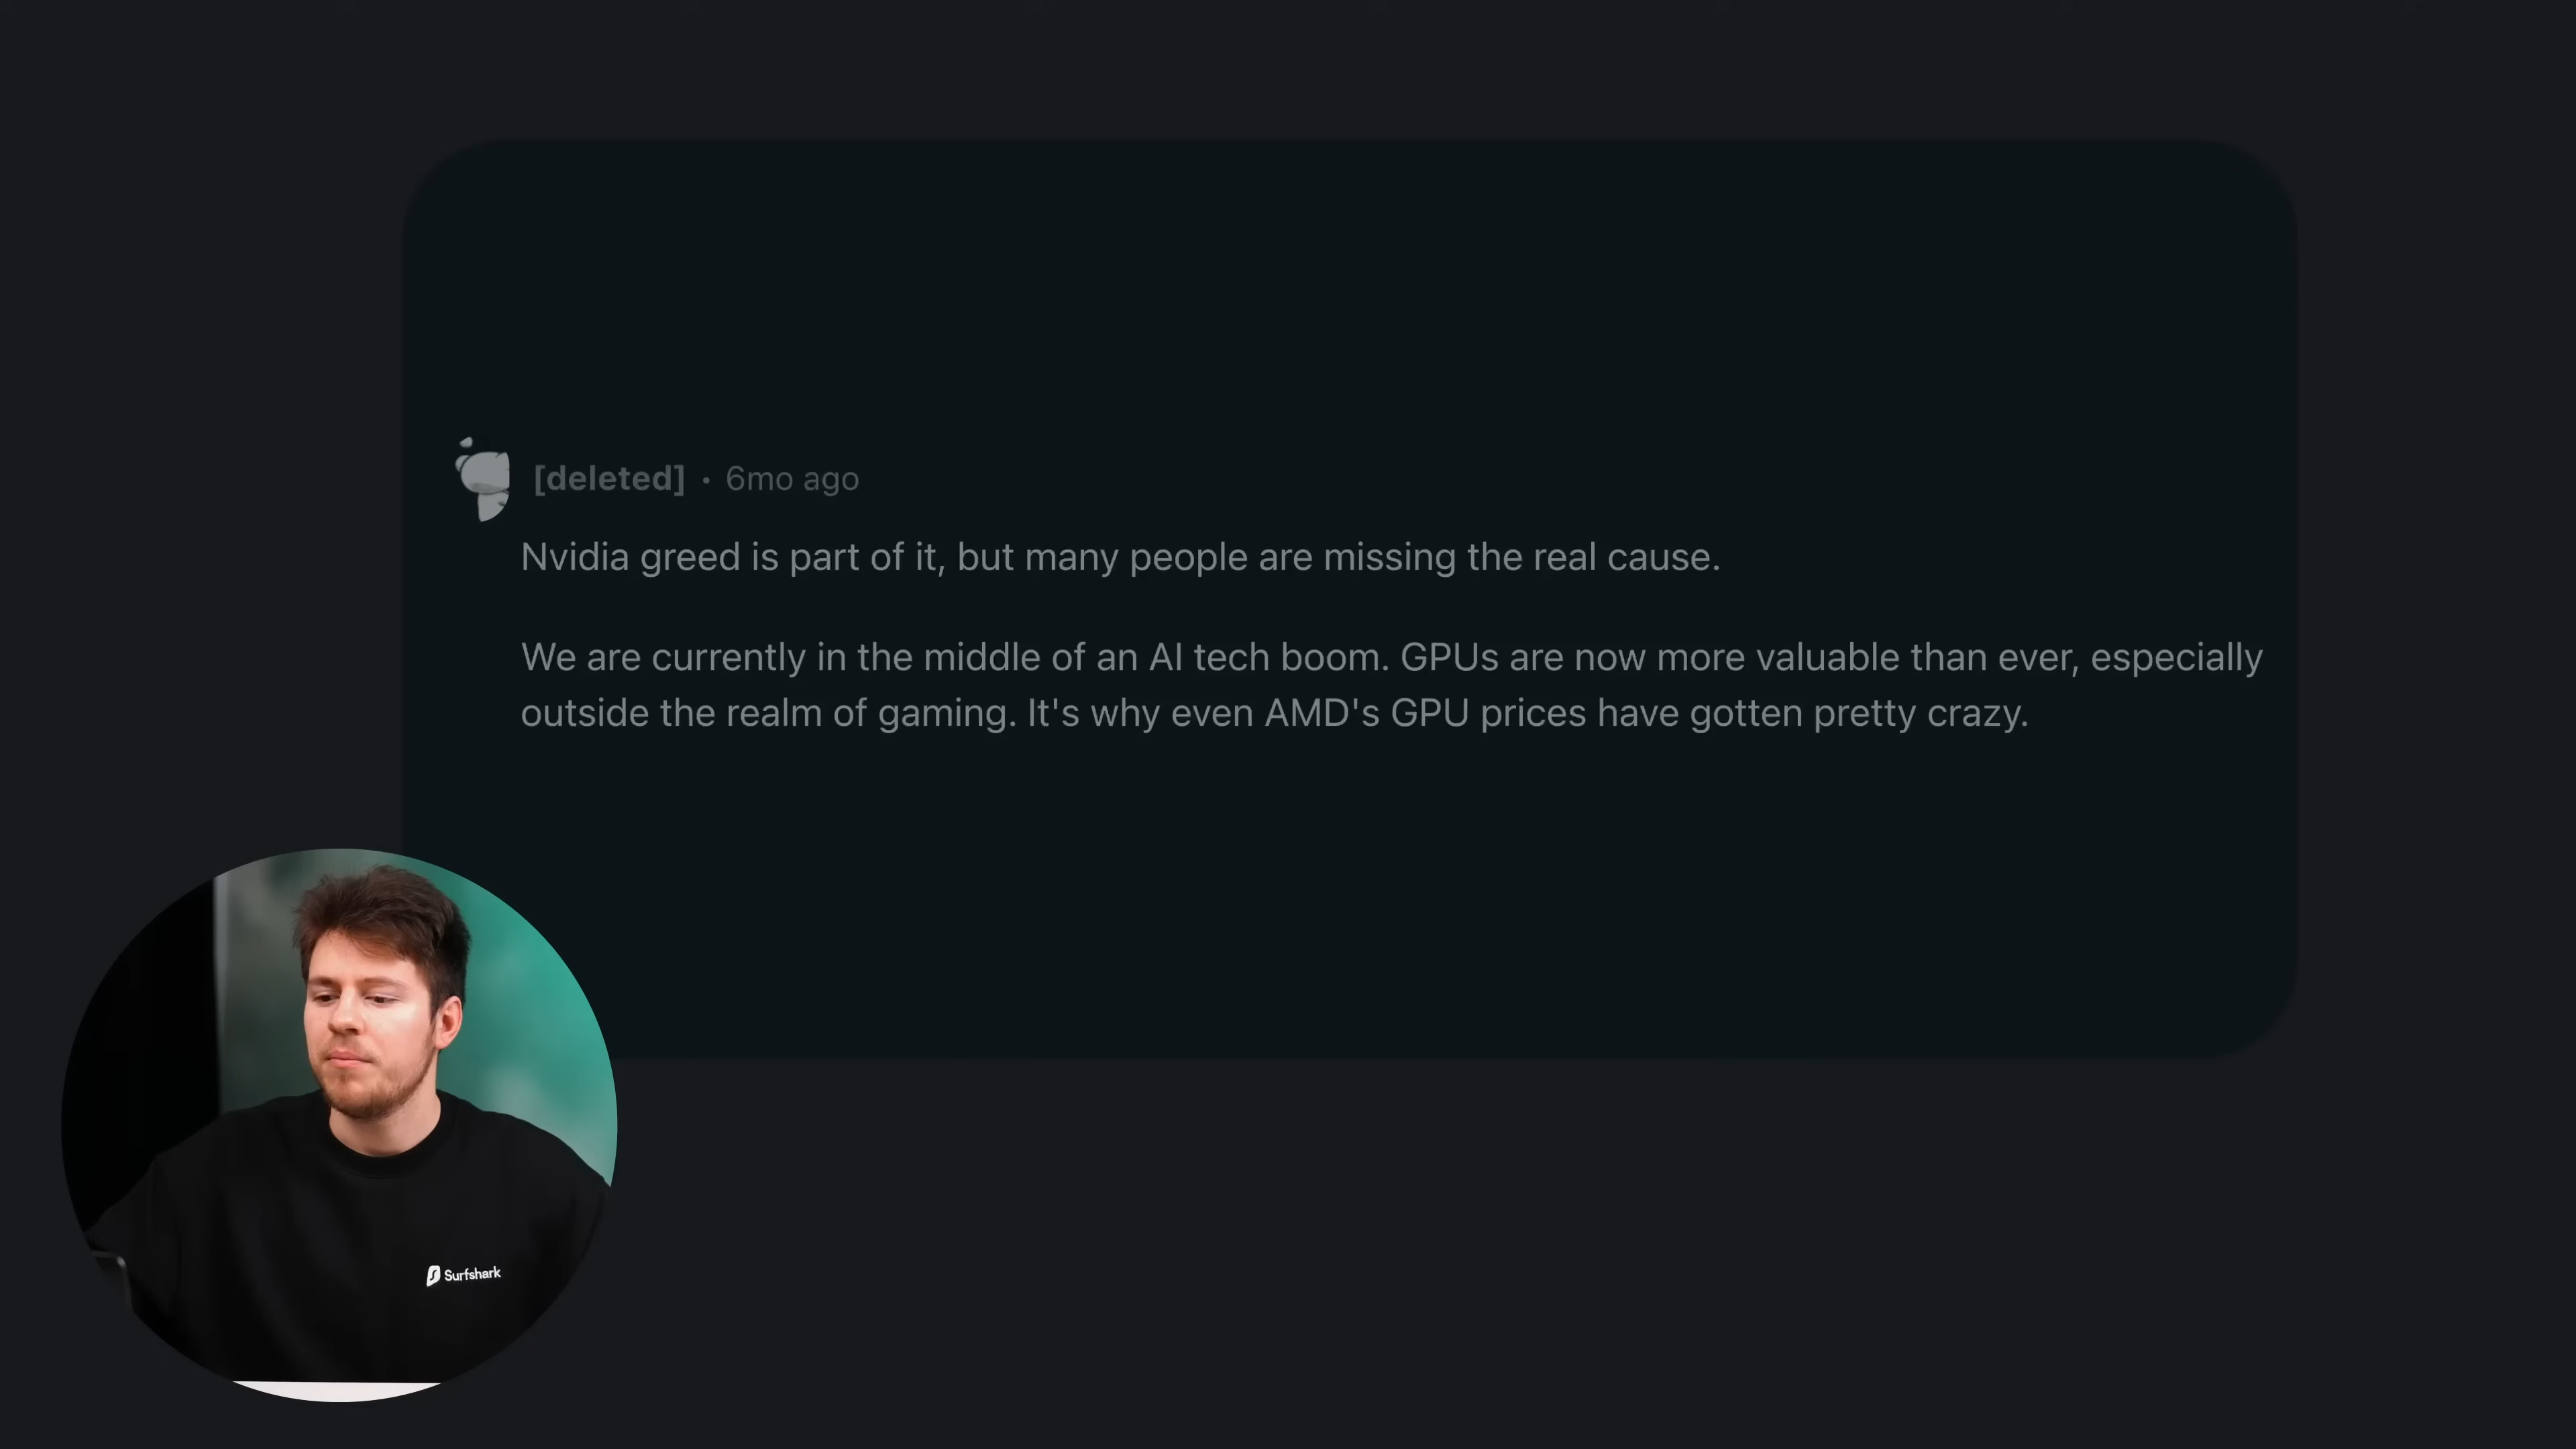 [deleted] • 6mo ago
Nvidia greed is part of it, but many people are missing the real cause.
We are currently in the middle of an AI tech boom. GPUs are now more valuable than ever, especially
outside the realm of gaming. It's why even AMD's GPU prices have gotten pretty crazy.
Surfshark